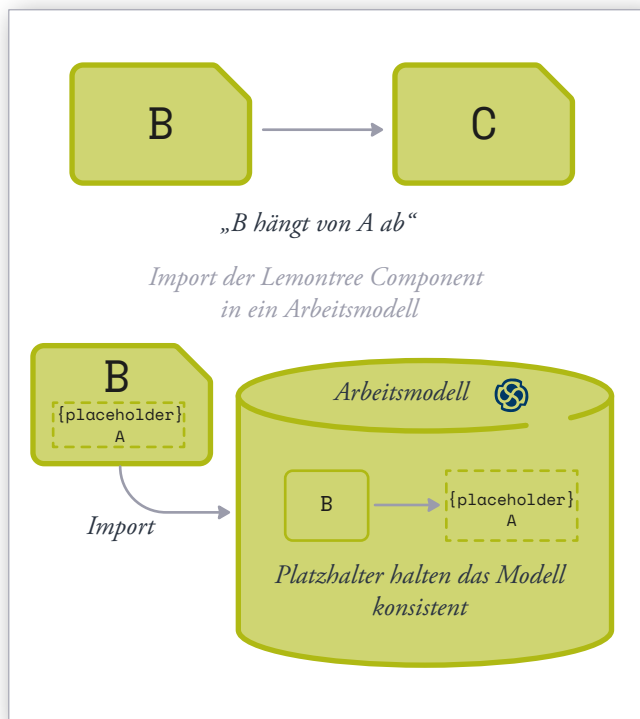 B
C
„B hängt von A ab“
Import der Lemontree Component
in ein Arbeitsmodell
B
{placeholder}
A
Import
Arbeitsmodell
B
{placeholder}
A
Platzhalter halten das Modell
konsistent